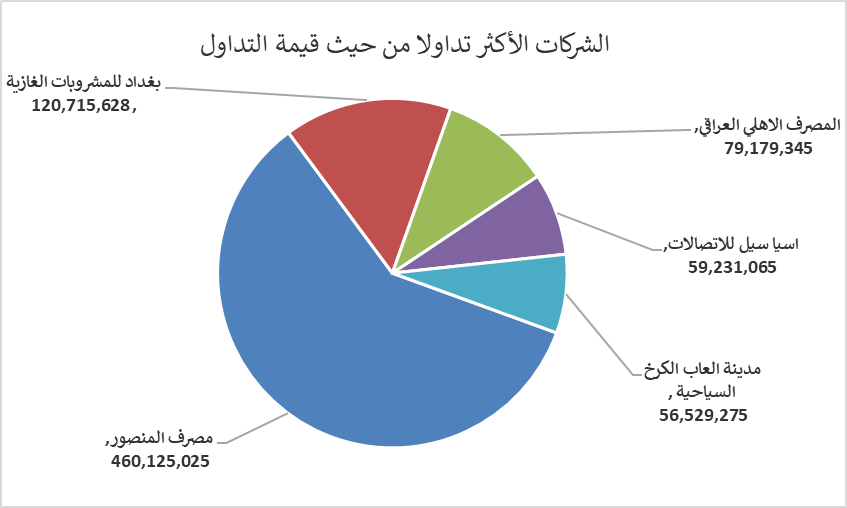 الشركات الأكثر تداولا من حيث قيمة التداول
بغداد للمشروبات الغازية
120,715,628 ,
المصرف الاهلي العراقي,
79,179,345
اسيا سيل للاتصالات,
59,231,065
مدينة العاب الكرخ
السياحية ,
56,529,275
مصرف المنصور,
460,125,025